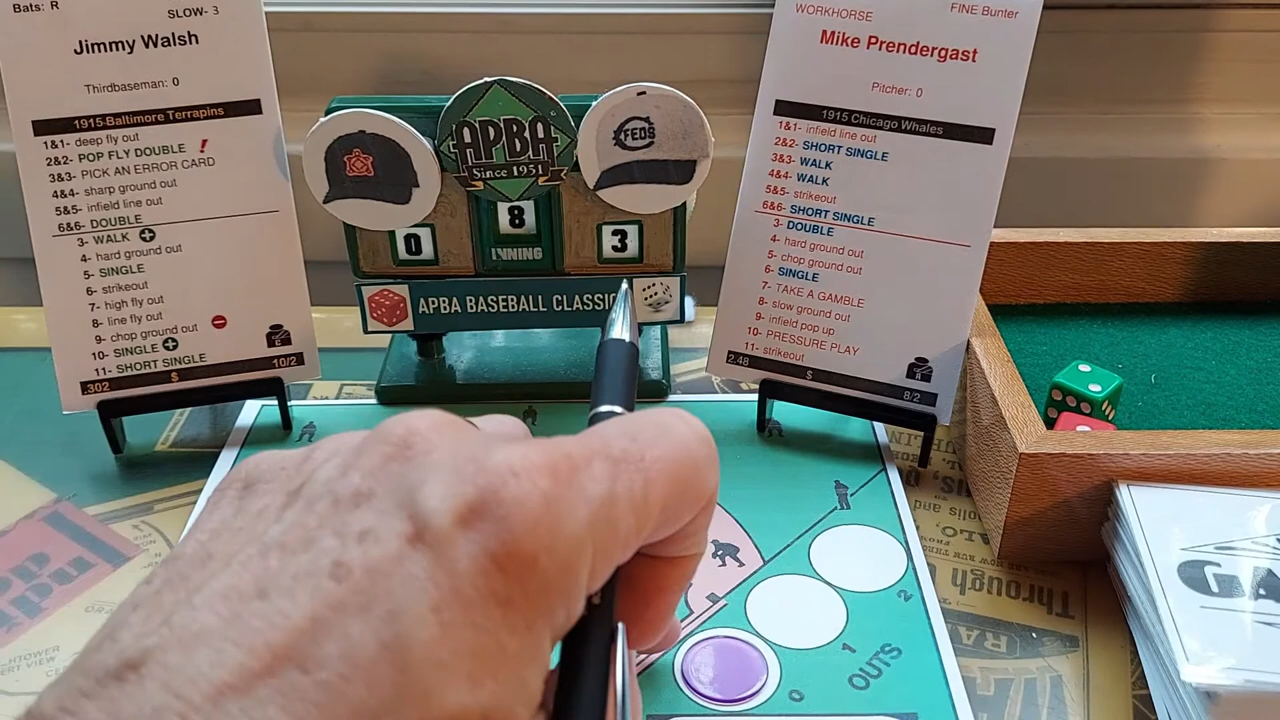 Bats: R
SLOW- 3
Jimmy Walsh
Thirdbaseman: 0
1915 Baltimore Terrapins
1&1- deep fly out
2&2- POP FLY DOUBLE !
3&3- PICK AN ERROR CARD
4&4- sharp ground out
5&5- infield line out
6&6- DOUBLE
3- WALK
4- hard ground out
5- SINGLE
6- strikeout
7- high fly out
8- line fly out
9- chop ground out
10- SINGLE
11- SHORT SINGLE
.302 $ 10/2
APBA
Since 1951
FEDS
0
8
INNING
3
APBA BASEBALL CLASSIC
WORKHORSE
FINE Bunter
Mike Prendergast
Pitcher: 0
1915 Chicago Whales
1&1- infield line out
2&2- SHORT SINGLE
3&3- WALK
4&4- WALK
5&5- strikeout
6&6- SHORT SINGLE
3- DOUBLE
4- hard ground out
5- chop ground out
6- SINGLE
7- TAKE A GAMBLE
8- slow ground out
9- infield pop up
10- PRESSURE PLAY
11- strikeout
2.48 $ 8/2
0
1
2
OUTS
Through